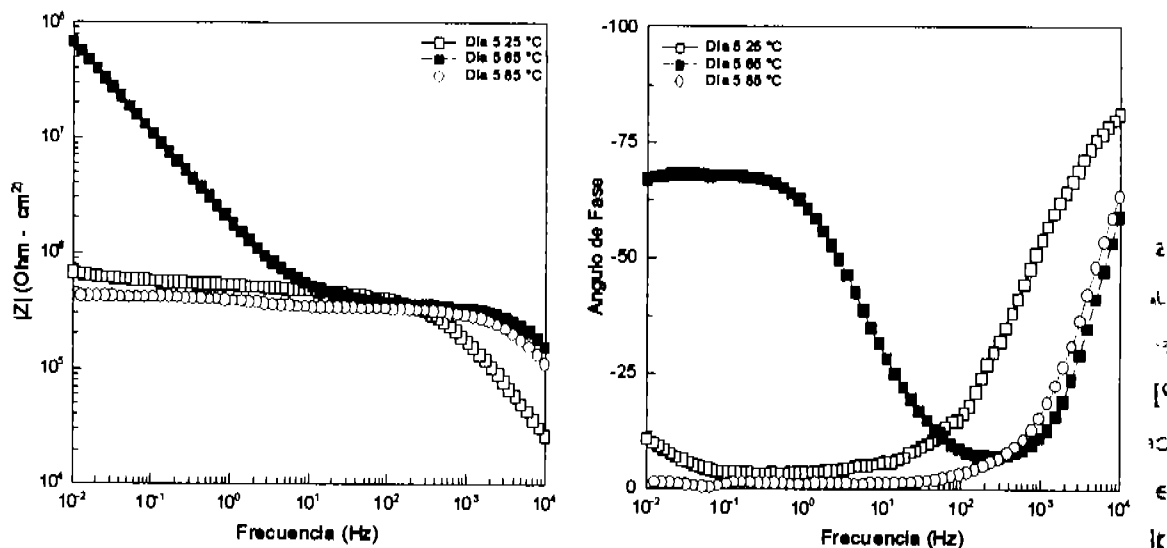 10⁸
10⁷
10⁶
10⁵
10⁴
|Z| (Ohm - cm²)
Dia 5 25 °C
Dia 5 65 °C
Dia 5 85 °C
10⁻² 10⁻¹ 10⁰ 10¹ 10² 10³ 10⁴
Frecuencia (Hz)
-100
-75
-50
-25
0
Angulo de Fase
Dia 5 25 °C
Dia 5 65 °C
Dia 5 85 °C
10⁻² 10⁻¹ 10⁰ 10¹ 10² 10³ 10⁴
Frecuencia (Hz)